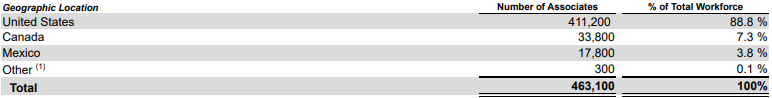 Geographic Location Number of Associates % of Total Workforce
United States 411,200 88.8 %
Canada 33,800 7.3 %
Mexico 17,800 3.8 %
Other (1) 300 0.1 %
Total 463,100 100%